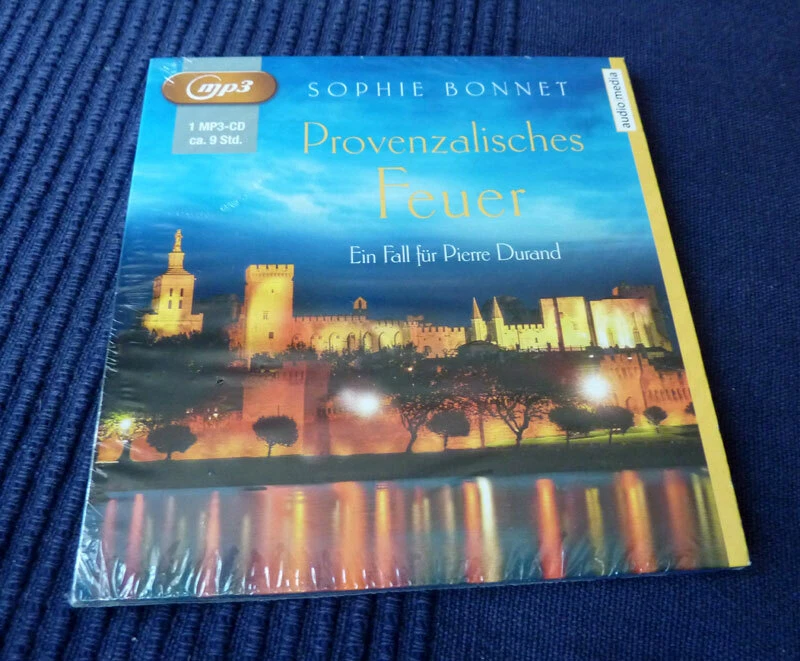 mp3
1 MP3-CD
ca. 9 Std.
SOPHIE BONNET
Provenzalisches
Feuer
Ein Fall für Pierre Durand
audio media